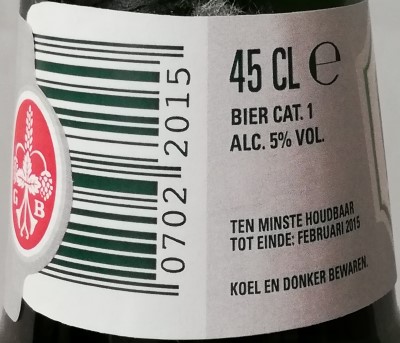 45 CL ℮
BIER CAT. 1
ALC. 5% VOL.
TEN MINSTE HOUDBAAR
TOT EINDE: FEBRUARI 2015
KOEL EN DONKER BEWAREN.
0702 2015
G B